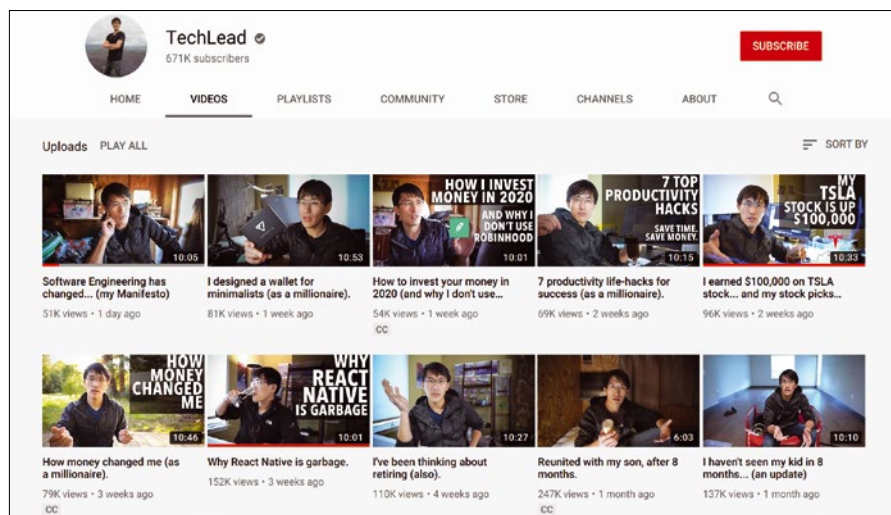 TechLead
671K subscribers
SUBSCRIBE
HOME VIDEOS PLAYLISTS COMMUNITY STORE CHANNELS ABOUT
Uploads PLAY ALL
SORT BY
10:05
10:53
HOW I INVEST
MONEY IN 2020
AND WHY I
DON'T USE
ROBINHOOD
10:01
7 TOP
PRODUCTIVITY
HACKS
SAVE TIME.
SAVE MONEY.
10:15
MY
TSLA
STOCK IS UP
$100,000
10:33
Software Engineering has
changed... (my Manifesto)
51K views • 1 day ago
I designed a wallet for
minimalists (as a millionaire).
81K views • 1 week ago
How to invest your money in
2020 (and why I don't use...
54K views • 1 week ago
CC
7 productivity life-hacks for
success (as a millionaire).
69K views • 2 weeks ago
I earned $100,000 on TSLA
stock... and my stock picks...
96K views • 2 weeks ago
HOW
MONEY
CHANGED
ME
10:46
WHY
REACT
NATIVE
IS GARBAGE
10:01
10:27
6:03
10:10
How money changed me (as
a millionaire).
79K views • 3 weeks ago
CC
Why React Native is garbage.
152K views • 3 weeks ago
I've been thinking about
retiring (also).
110K views • 4 weeks ago
Reunited with my son, after 8
months.
247K views • 1 month ago
CC
I haven't seen my kid in 8
months... (an update)
137K views • 1 month ago